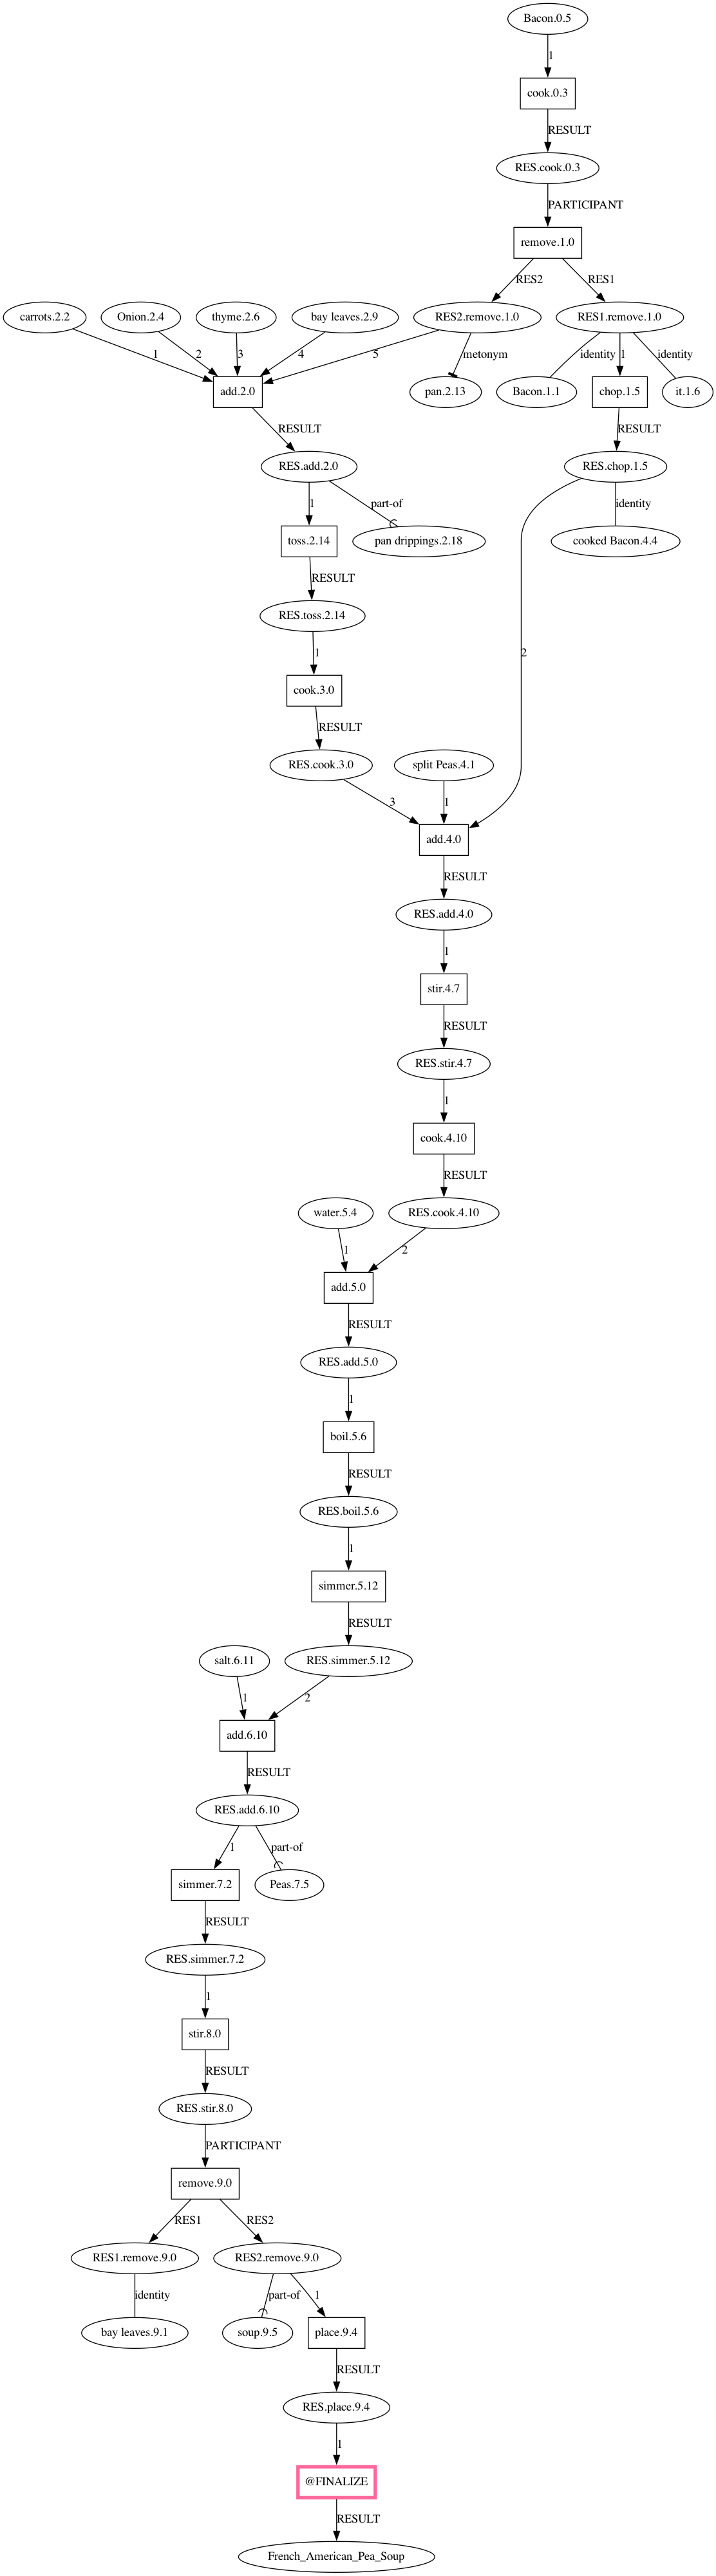 Bacon.0.5
1
cook.0.3
RESULT
RES.cook.0.3
PARTICIPANT
remove.1.0
RES2
RES1
carrots.2.2
Onion.2.4
thyme.2.6
bay leaves.2.9
RES2.remove.1.0
RES1.remove.1.0
1
2
3
4
5
metonym
identity
1
identity
add.2.0
pan.2.13
Bacon.1.1
chop.1.5
it.1.6
RESULT
RESULT
RES.add.2.0
RES.chop.1.5
1
part-of
identity
toss.2.14
pan drippings.2.18
cooked Bacon.4.4
RESULT
RES.toss.2.14
1
2
cook.3.0
RESULT
RES.cook.3.0
split Peas.4.1
3
1
add.4.0
RESULT
RES.add.4.0
1
stir.4.7
RESULT
RES.stir.4.7
1
cook.4.10
RESULT
water.5.4
RES.cook.4.10
1
2
add.5.0
RESULT
RES.add.5.0
1
boil.5.6
RESULT
RES.boil.5.6
1
simmer.5.12
RESULT
salt.6.11
RES.simmer.5.12
1
2
add.6.10
RESULT
RES.add.6.10
1
part-of
simmer.7.2
Peas.7.5
RESULT
RES.simmer.7.2
1
stir.8.0
RESULT
RES.stir.8.0
PARTICIPANT
remove.9.0
RES1
RES2
RES1.remove.9.0
RES2.remove.9.0
identity
part-of
1
bay leaves.9.1
soup.9.5
place.9.4
RESULT
RES.place.9.4
1
@FINALIZE
RESULT
French_American_Pea_Soup